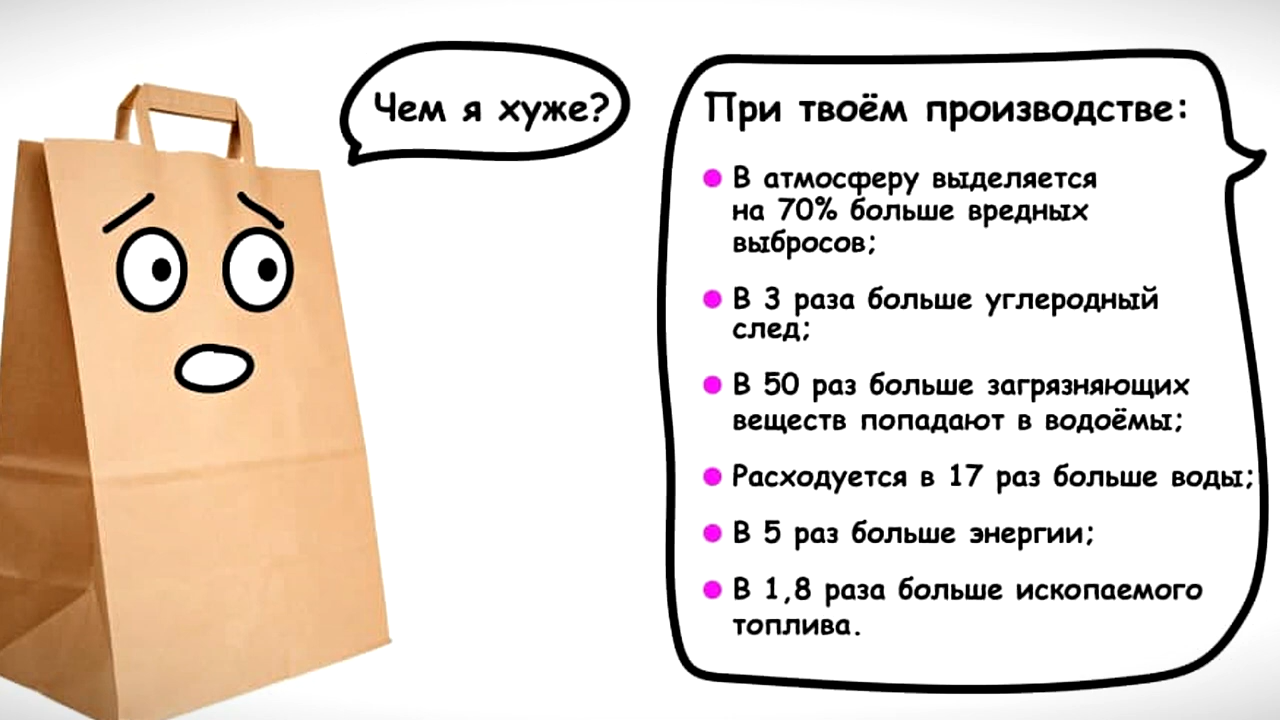 Чем я хуже?
При твоём производстве:
В атмосферу выделяется
на 70% больше вредных
выбросов;
В 3 раза больше углеродный
след;
В 50 раз больше загрязняющих
веществ попадают в водоёмы;
Расходуется в 17 раз больше воды;
В 5 раз больше энергии;
В 1,8 раза больше ископаемого
топлива.